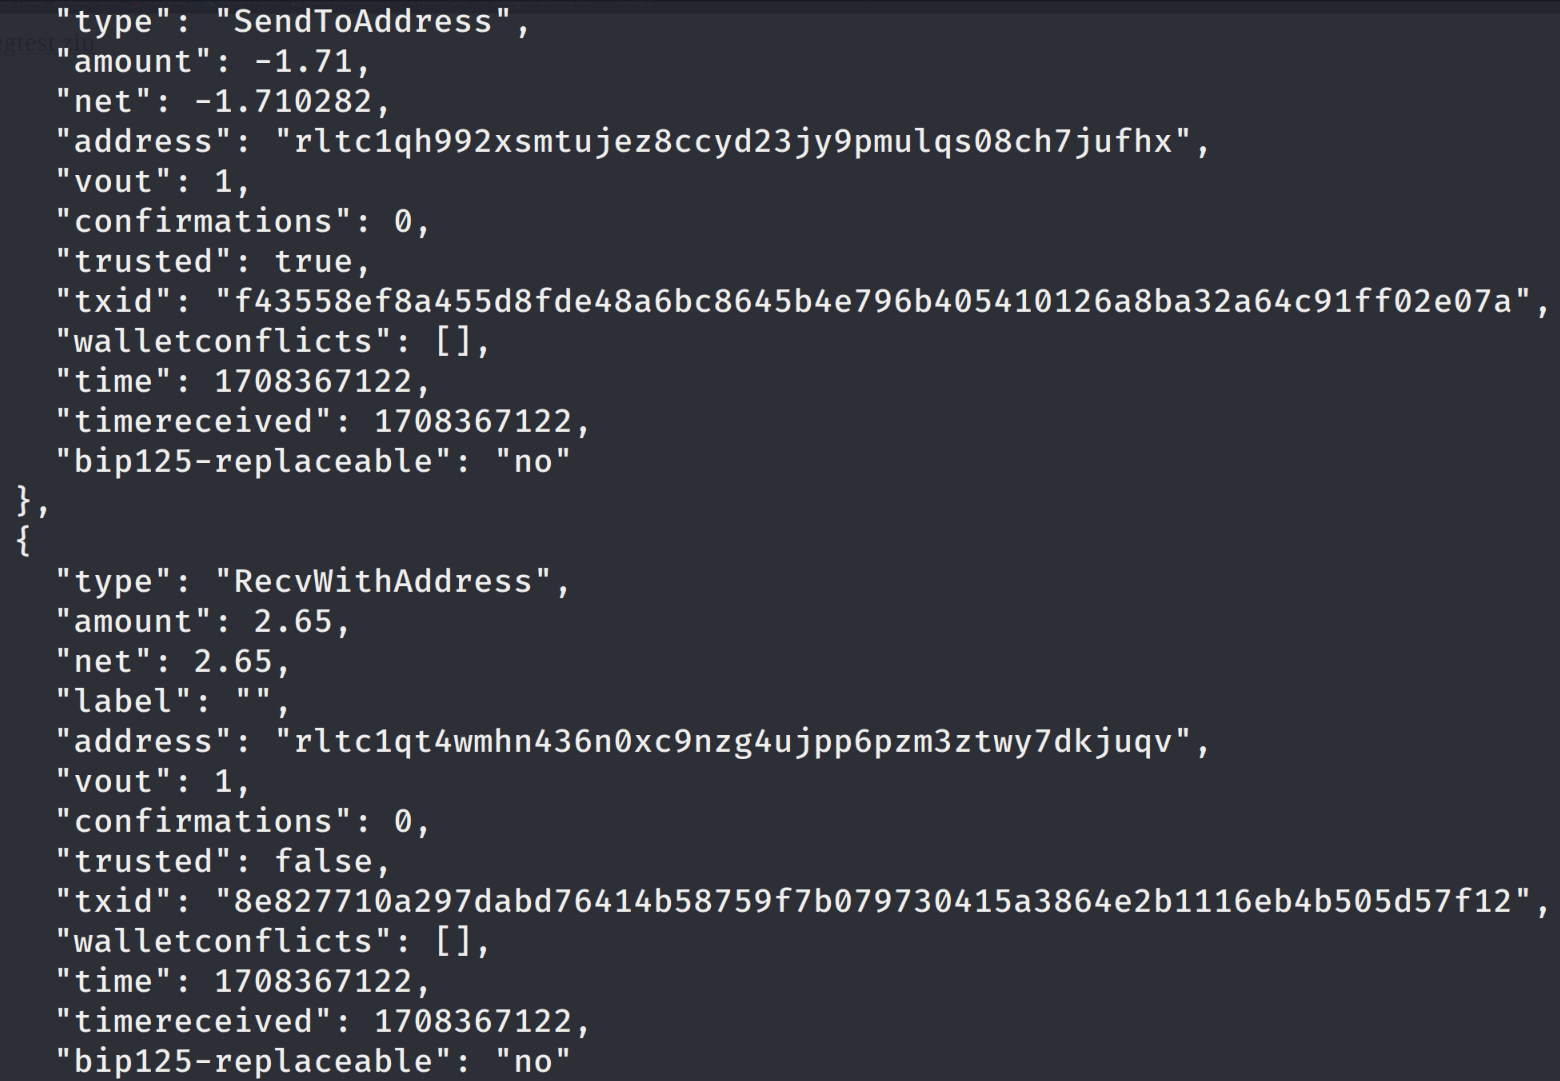 "type": "SendToAddress",
"amount": -1.71,
"net": -1.710282,
"address": "rltc1qh992xsmtujez8ccyd23jy9pmulqs08ch7jufhx",
"vout": 1,
"confirmations": 0,
"trusted": true,
"txid": "f43558ef8a455d8fde48a6bc8645b4e796b405410126a8ba32a64c91ff02e07a",
"walletconflicts": [],
"time": 1708367122,
"timereceived": 1708367122,
"bip125-replaceable": "no"
},
{
"type": "RecvWithAddress",
"amount": 2.65,
"net": 2.65,
"label": "",
"address": "rltc1qt4wmhn436n0xc9nzg4ujpp6pzm3ztwy7dkjuqv",
"vout": 1,
"confirmations": 0,
"trusted": false,
"txid": "8e827710a297dabd76414b58759f7b079730415a3864e2b1116eb4b505d57f12",
"walletconflicts": [],
"time": 1708367122,
"timereceived": 1708367122,
"bip125-replaceable": "no"